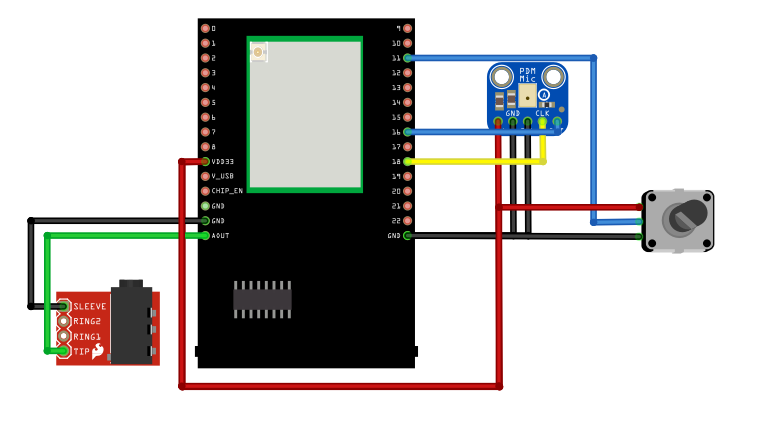 0
1
2
3
4
5
6
7
8
VDD33
V_USB
CHIP_EN
GND
GND
AOUT
9
10
11
12
13
14
15
16
17
18
19
20
21
22
GND
PDM
Mic
GND CLK
SLEEVE
RING2
RING1
TIP